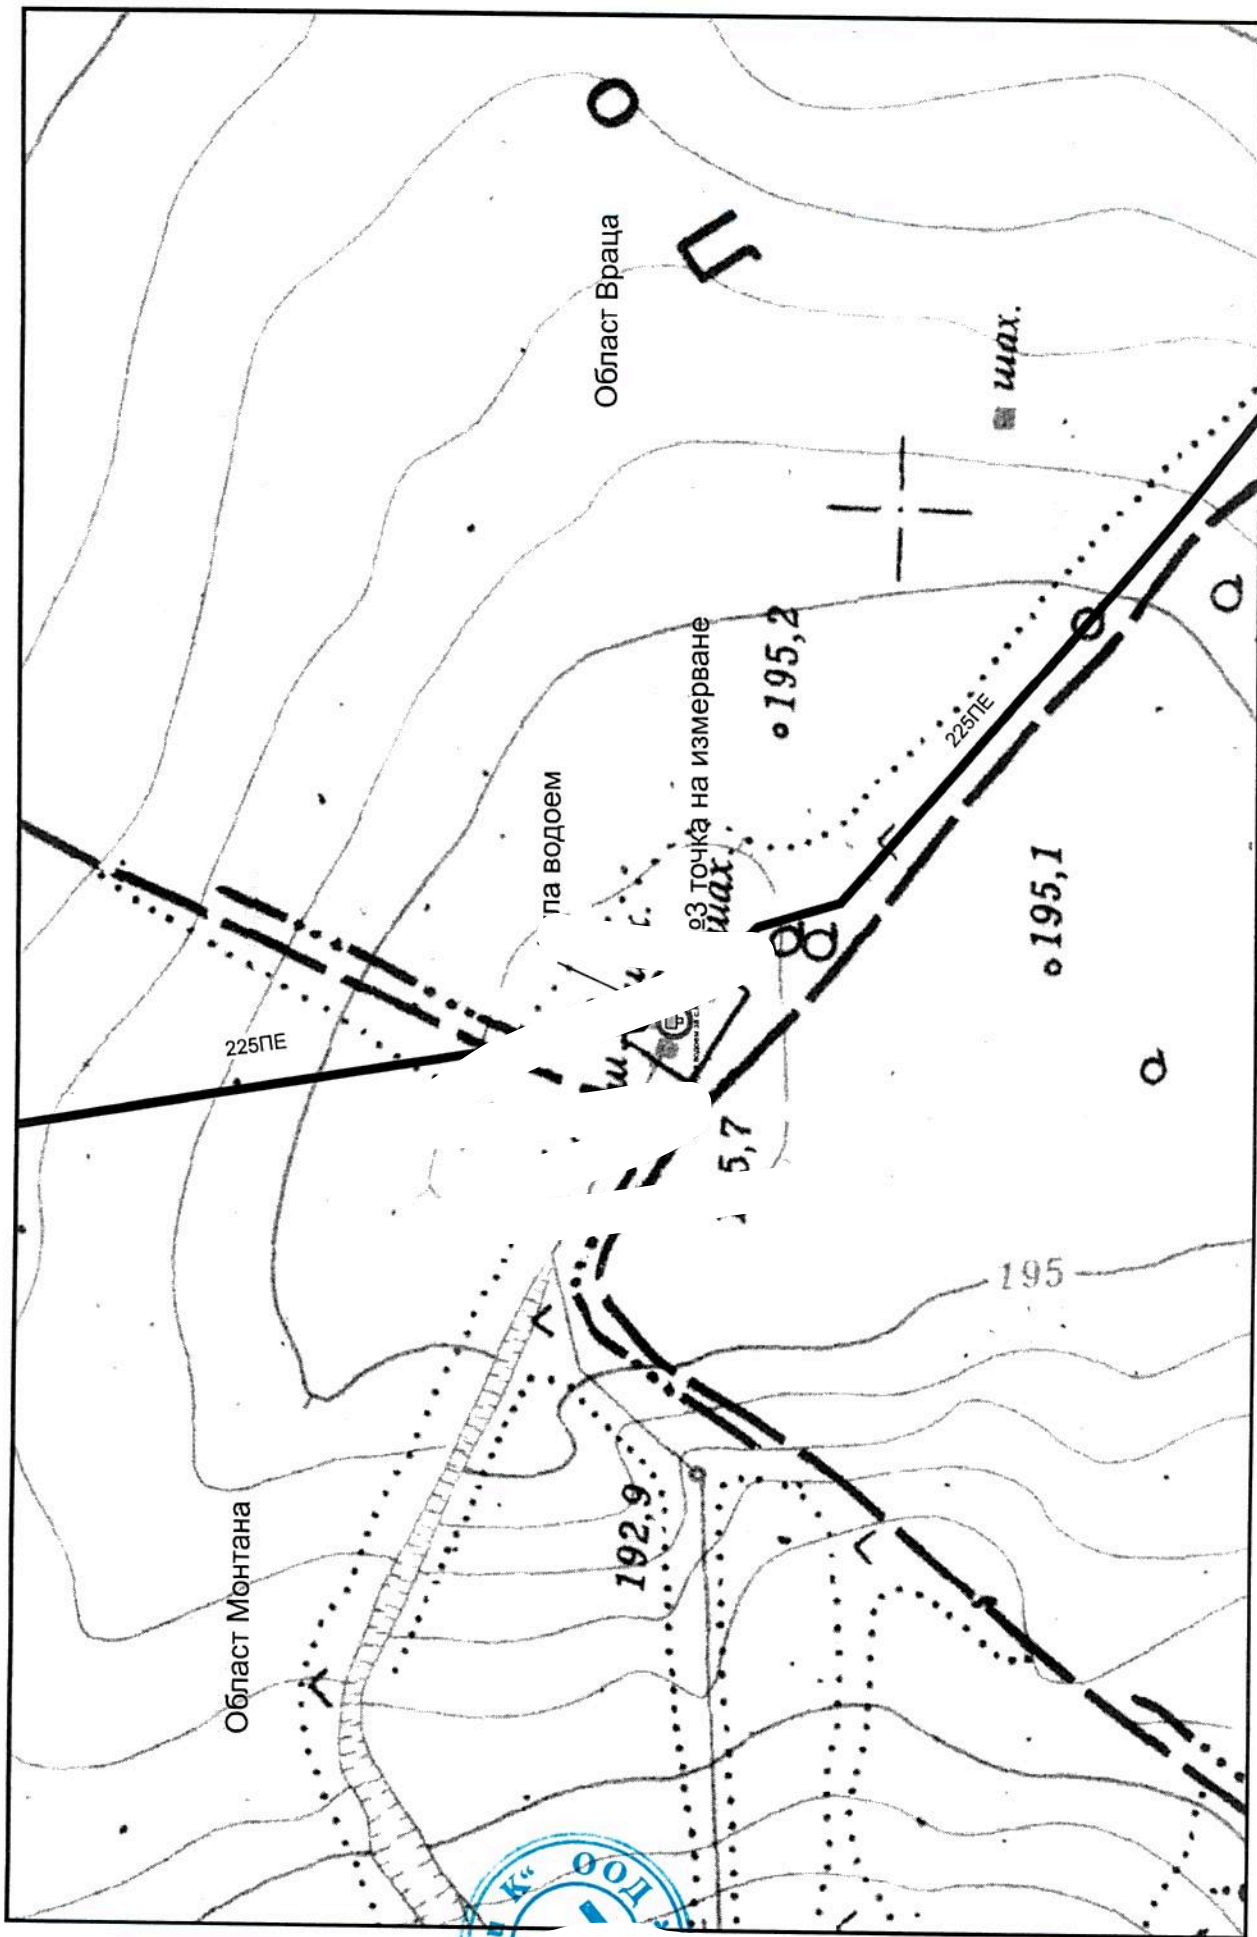 О
П
Област Враца
шах.
195,2
точка на измерване
шах
225ПЕ
па водоем
195,1
225ПЕ
5,7
195
192,9
Област Монтана
К“ ООД